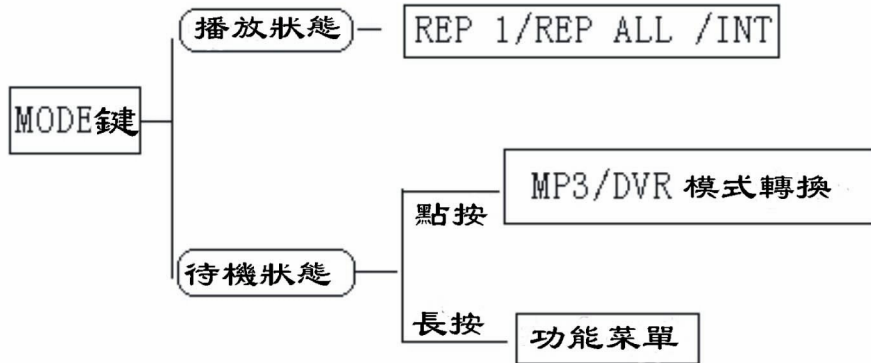 播放狀態
REP 1/REP ALL /INT
MODE鍵
MP3/DVR 模式轉換
點按
待機狀態
長按
功能菜單